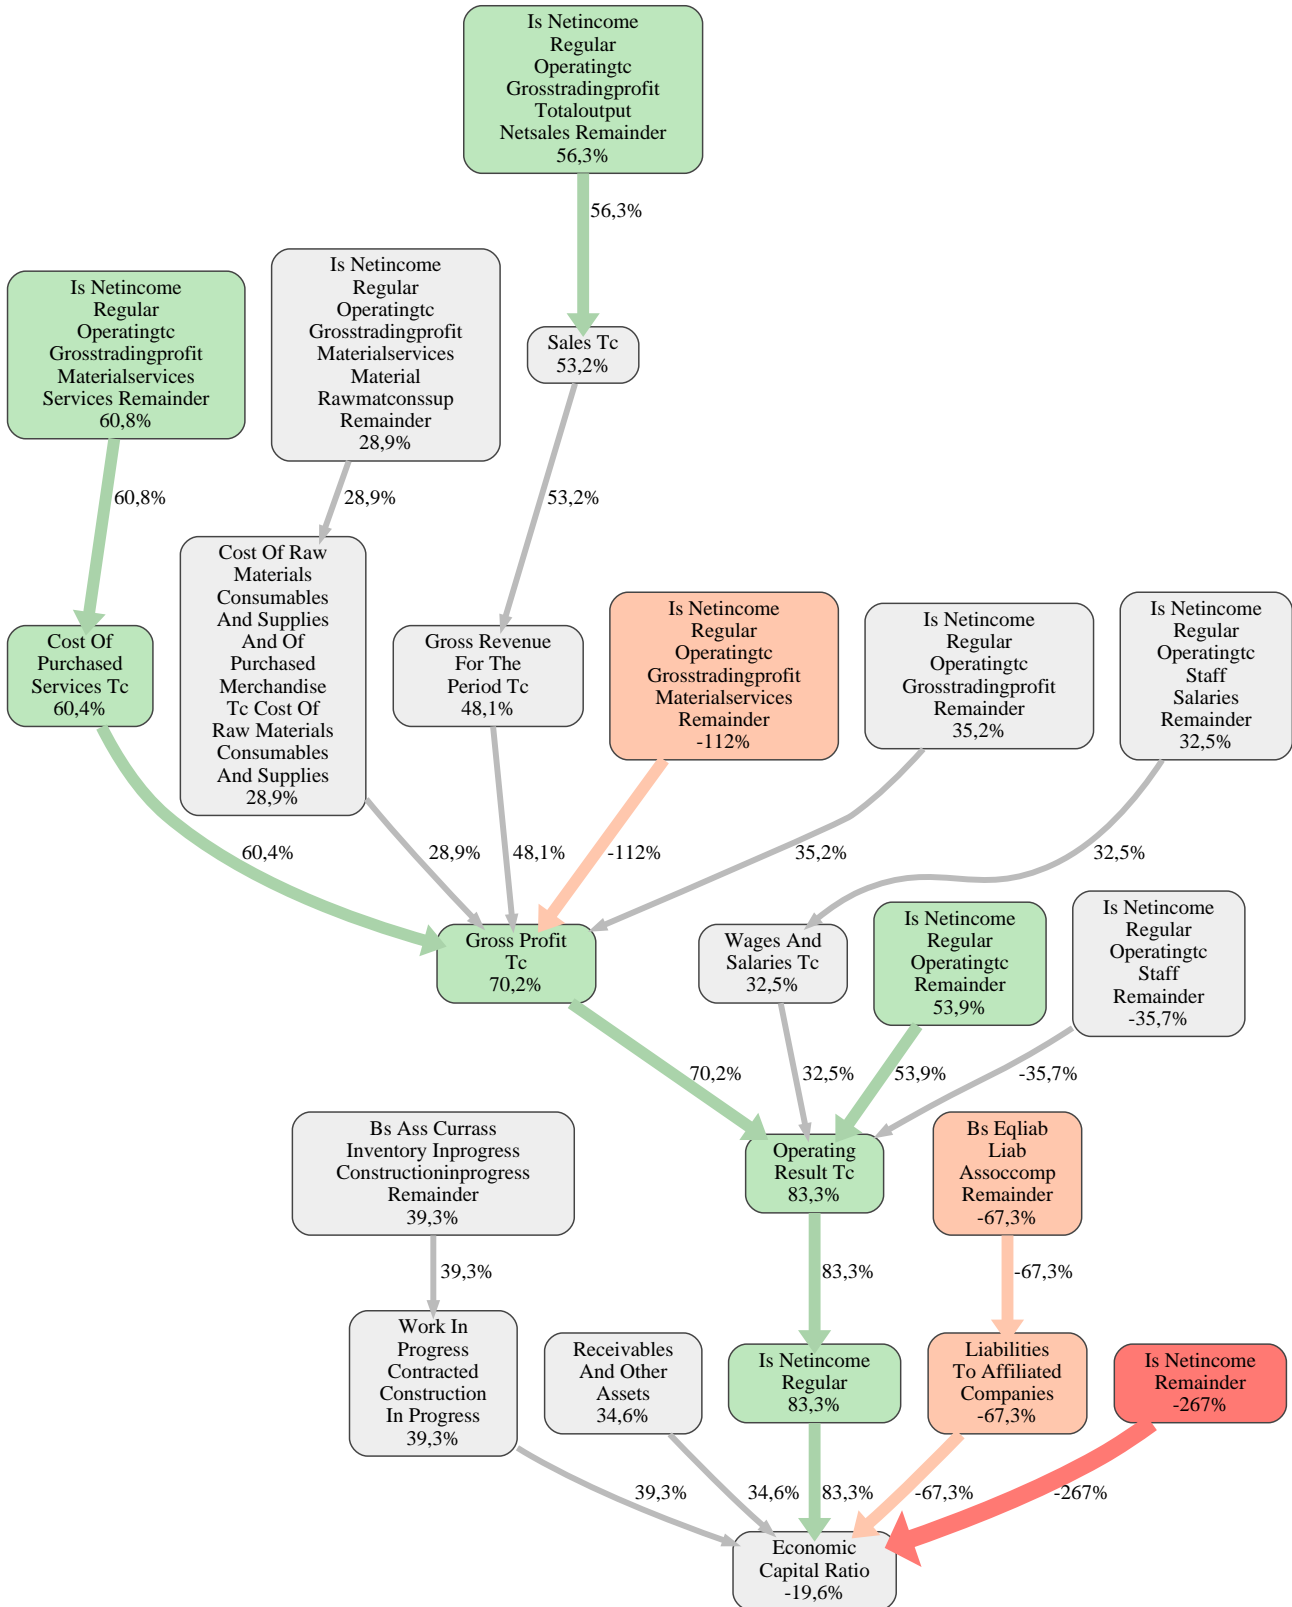 Is Netincome
Regular
Operatingtc
Grosstradingprofit
Totaloutput
Netsales Remainder
56,3%
56,3%
Is Netincome
Regular
Operatingtc
Grosstradingprofit
Materialservices
Services Remainder
60,8%
Is Netincome
Regular
Operatingtc
Grosstradingprofit
Materialservices
Material
Rawmatconssup
Remainder
28,9%
Sales Tc
53,2%
60,8%
28,9%
53,2%
Cost Of
Purchased
Services Tc
60,4%
Cost Of Raw
Materials
Consumables
And Supplies
And Of
Purchased
Merchandise
Tc Cost Of
Raw Materials
Consumables
And Supplies
28,9%
Gross Revenue
For The
Period Tc
48,1%
Is Netincome
Regular
Operatingtc
Grosstradingprofit
Materialservices
Remainder
-112%
Is Netincome
Regular
Operatingtc
Grosstradingprofit
Remainder
35,2%
Is Netincome
Regular
Operatingtc
Staff
Salaries
Remainder
32,5%
60,4%
28,9%
48,1%
-112%
35,2%
32,5%
Gross Profit
Tc
70,2%
Wages And
Salaries Tc
32,5%
Is Netincome
Regular
Operatingtc
Remainder
53,9%
Is Netincome
Regular
Operatingtc
Staff
Remainder
-35,7%
70,2%
32,5%
53,9%
-35,7%
Bs Ass Currass
Inventory Inprogress
Constructioninprogress
Remainder
39,3%
Operating
Result Tc
83,3%
Bs Eqliab
Liab
Assoccomp
Remainder
-67,3%
39,3%
83,3%
-67,3%
Work In
Progress
Contracted
Construction
In Progress
39,3%
Receivables
And Other
Assets
34,6%
Is Netincome
Regular
83,3%
Liabilities
To Affiliated
Companies
-67,3%
Is Netincome
Remainder
-267%
39,3%
34,6%
83,3%
-67,3%
-267%
Economic
Capital Ratio
-19,6%